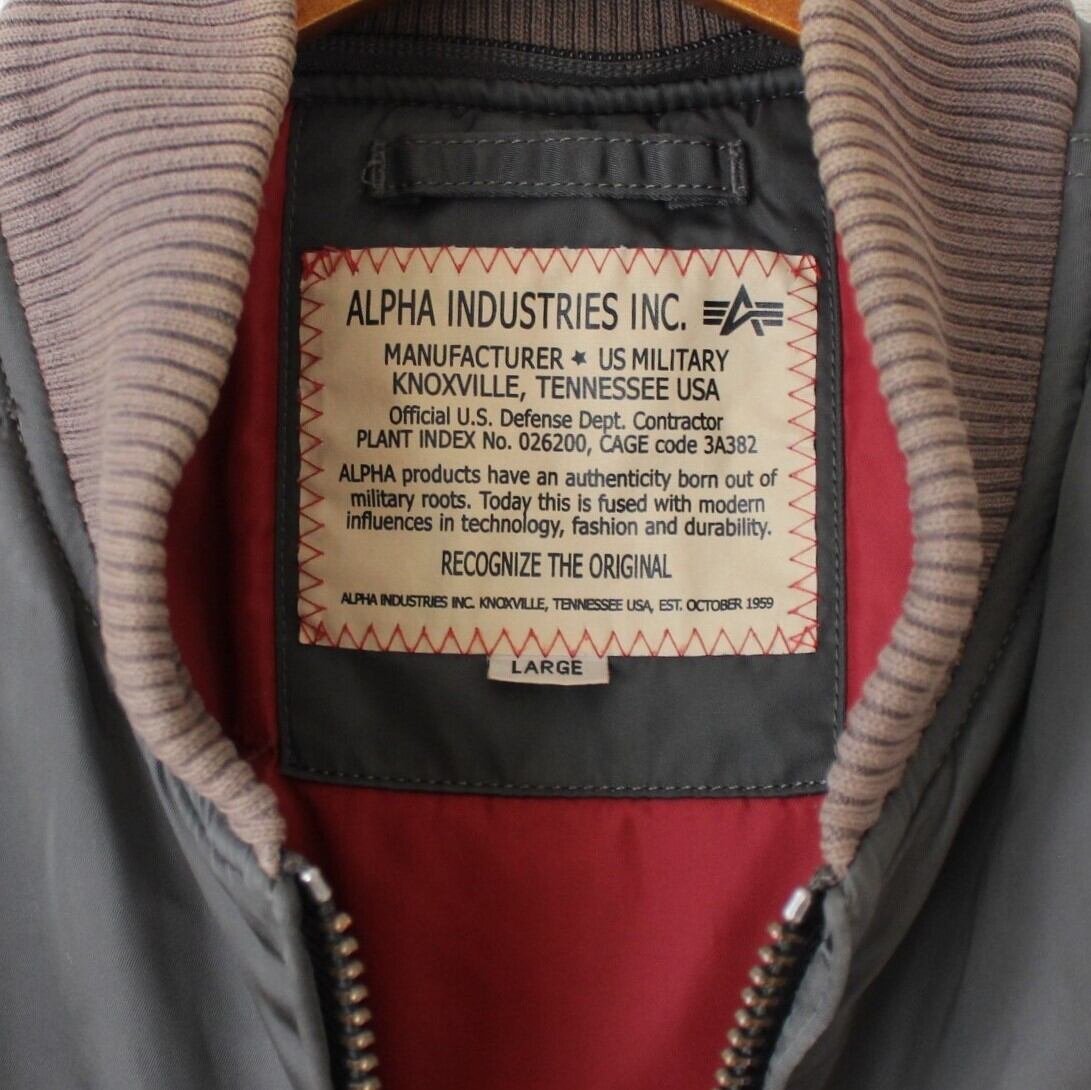 ALPHA INDUSTRIES INC.
MANUFACTURER ★ US MILITARY
KNOXVILLE, TENNESSEE USA
Official U.S. Defense Dept. Contractor
PLANT INDEX No. 026200, CAGE code 3A382
ALPHA products have an authenticity born out of
military roots. Today this is fused with modern
influences in technology, fashion and durability.
RECOGNIZE THE ORIGINAL
ALPHA INDUSTRIES INC. KNOXVILLE, TENNESSEE USA, EST. OCTOBER 1959
LARGE